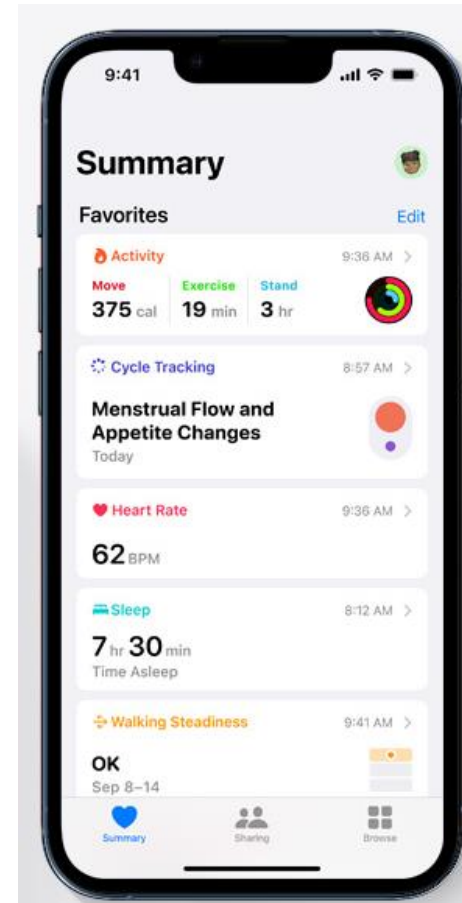 9:41
Summary
Favorites Edit
Activity 9:36 AM
Move Exercise Stand
375 cal 19 min 3 hr
Cycle Tracking 8:57 AM
Menstrual Flow and
Appetite Changes
Today
Heart Rate 9:36 AM
62 BPM
Sleep 8:12 AM
7 hr 30 min
Time Asleep
Walking Steadiness 9:41 AM
OK
Sep 8–14
Summary Sharing Browse